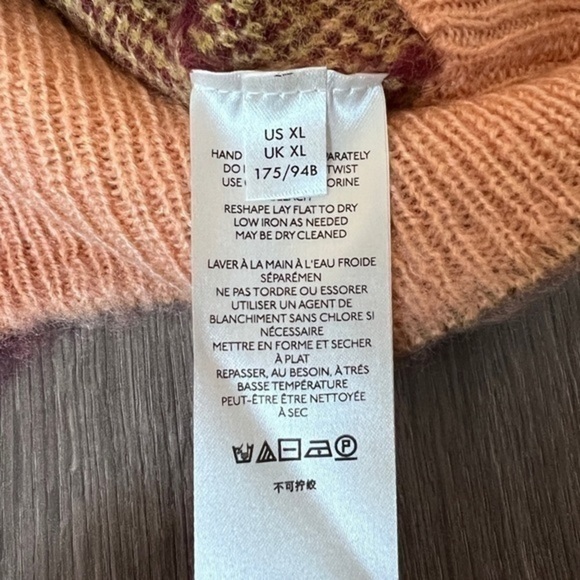 US XL
UK XL
175/94B
HAND PARATELY
DO TWIST
USE ORINE
RESHAPE LAY FLAT TO DRY
LOW IRON AS NEEDED
MAY BE DRY CLEANED
LAVER À LA MAIN À L'EAU FROIDE
SÉPARÉMEN
NE PAS TORDRE OU ESSORER
UTILISER UN AGENT DE
BLANCHIMENT SANS CHLORE SI
NÉCESSAIRE
METTRE EN FORME ET SECHER
À PLAT
REPASSER, AU BESOIN, À TRÉS
BASSE TEMPÉRATURE
PEUT-ÊTRE ÊTRE NETTOYÉE
À SEC
P
不可拧绞